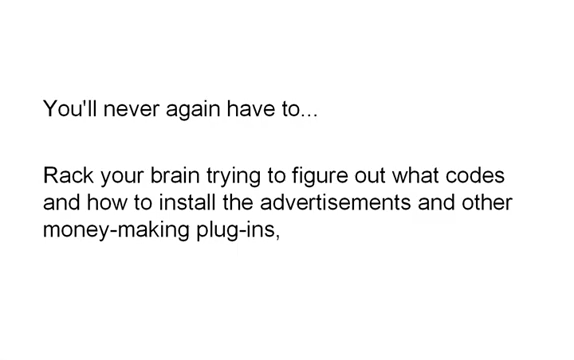 You'll never again have to...
Rack your brain trying to figure out what codes
and how to install the advertisements and other
money-making plug-ins,